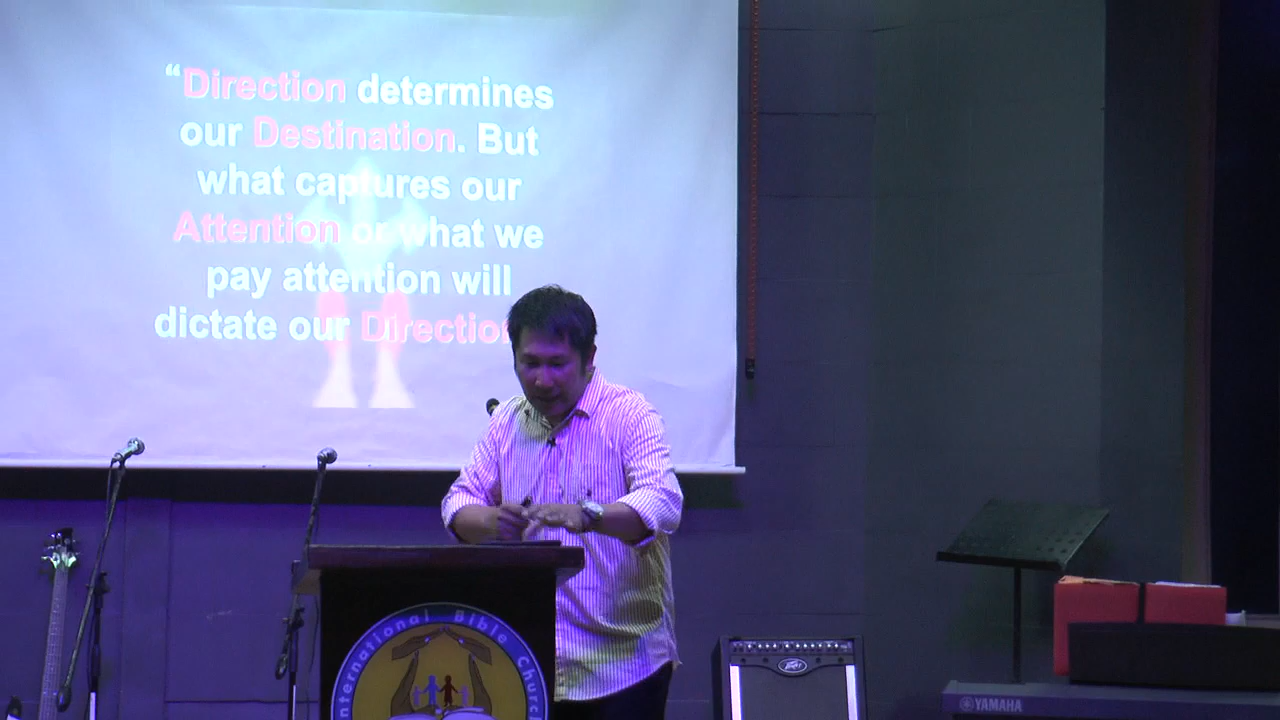 “Direction determines
our Destination. But
what captures our
Attention or what we
pay attention will
dictate our Direction
International Bible Church
PEAVEY
YAMAHA